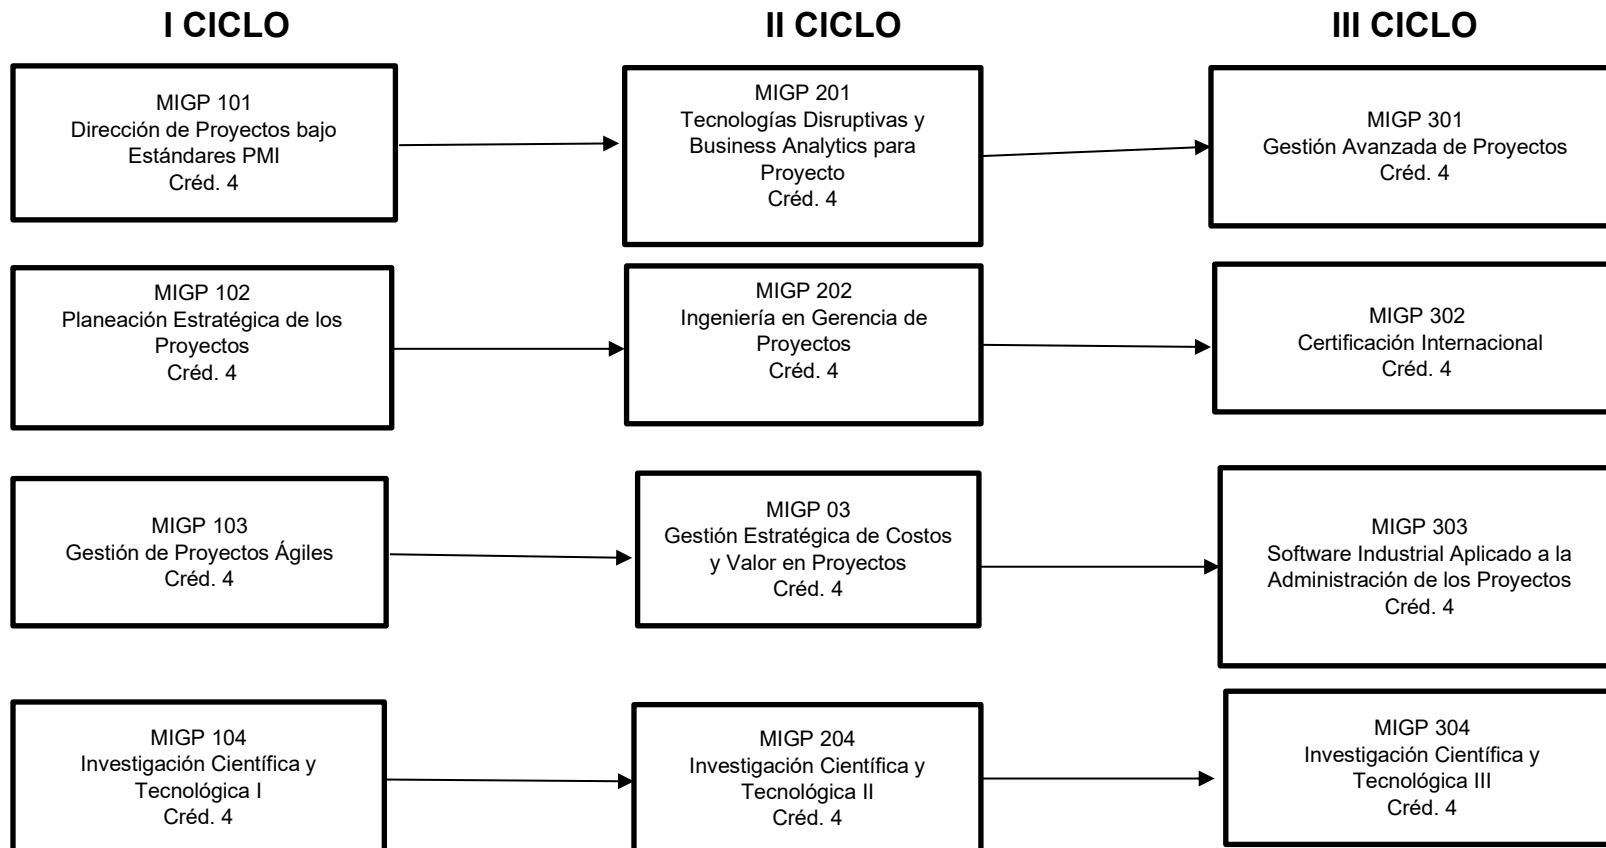 I CICLO
II CICLO
III CICLO
MIGP 101
Dirección de Proyectos bajo
Estándares PMI
Créd. 4
MIGP 201
Tecnologías Disruptivas y
Business Analytics para
Proyecto
Créd. 4
MIGP 301
Gestión Avanzada de Proyectos
Créd. 4
MIGP 102
Planeación Estratégica de los
Proyectos
Créd. 4
MIGP 202
Ingeniería en Gerencia de
Proyectos
Créd. 4
MIGP 302
Certificación Internacional
Créd. 4
MIGP 103
Gestión de Proyectos Ágiles
Créd. 4
MIGP 03
Gestión Estratégica de Costos
y Valor en Proyectos
Créd. 4
MIGP 303
Software Industrial Aplicado a la
Administración de los Proyectos
Créd. 4
MIGP 104
Investigación Científica y
Tecnológica I
Créd. 4
MIGP 204
Investigación Científica y
Tecnológica II
Créd. 4
MIGP 304
Investigación Científica y
Tecnológica III
Créd. 4